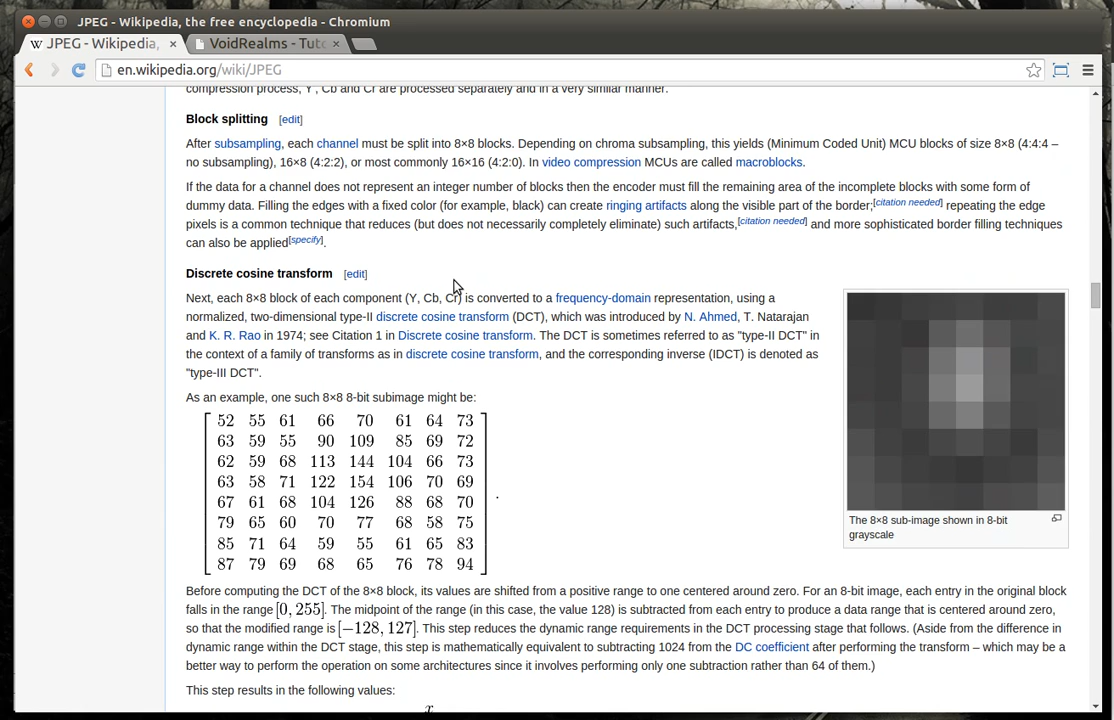 JPEG - Wikipedia, the free encyclopedia - Chromium
W JPEG - Wikipedia, × VoidRealms - Tuto ×
en.wikipedia.org/wiki/JPEG
compression process, Y', Cb and Cr are processed separately and in a very similar manner.
Block splitting [edit]
After subsampling, each channel must be split into 8×8 blocks. Depending on chroma subsampling, this yields (Minimum Coded Unit) MCU blocks of size 8×8 (4:4:4 –
no subsampling), 16×8 (4:2:2), or most commonly 16×16 (4:2:0). In video compression MCUs are called macroblocks.
If the data for a channel does not represent an integer number of blocks then the encoder must fill the remaining area of the incomplete blocks with some form of
dummy data. Filling the edges with a fixed color (for example, black) can create ringing artifacts along the visible part of the border;[citation needed] repeating the edge
pixels is a common technique that reduces (but does not necessarily completely eliminate) such artifacts,[citation needed] and more sophisticated border filling techniques
can also be applied[specify].
Discrete cosine transform [edit]
Next, each 8×8 block of each component (Y, Cb, Cr) is converted to a frequency-domain representation, using a
normalized, two-dimensional type-II discrete cosine transform (DCT), which was introduced by N. Ahmed, T. Natarajan
and K. R. Rao in 1974; see Citation 1 in Discrete cosine transform. The DCT is sometimes referred to as "type-II DCT" in
the context of a family of transforms as in discrete cosine transform, and the corresponding inverse (IDCT) is denoted as
"type-III DCT".
As an example, one such 8×8 8-bit subimage might be:
52 55 61 66 70 61 64 73
63 59 55 90 109 85 69 72
62 59 68 113 144 104 66 73
63 58 71 122 154 106 70 69
67 61 68 104 126 88 68 70
79 65 60 70 77 68 58 75
85 71 64 59 55 61 65 83
87 79 69 68 65 76 78 94
.
The 8×8 sub-image shown in 8-bit
grayscale
Before computing the DCT of the 8×8 block, its values are shifted from a positive range to one centered around zero. For an 8-bit image, each entry in the original block
falls in the range [0, 255]. The midpoint of the range (in this case, the value 128) is subtracted from each entry to produce a data range that is centered around zero,
so that the modified range is [−128, 127]. This step reduces the dynamic range requirements in the DCT processing stage that follows. (Aside from the difference in
dynamic range within the DCT stage, this step is mathematically equivalent to subtracting 1024 from the DC coefficient after performing the transform – which may be a
better way to perform the operation on some architectures since it involves performing only one subtraction rather than 64 of them.)
This step results in the following values:
x